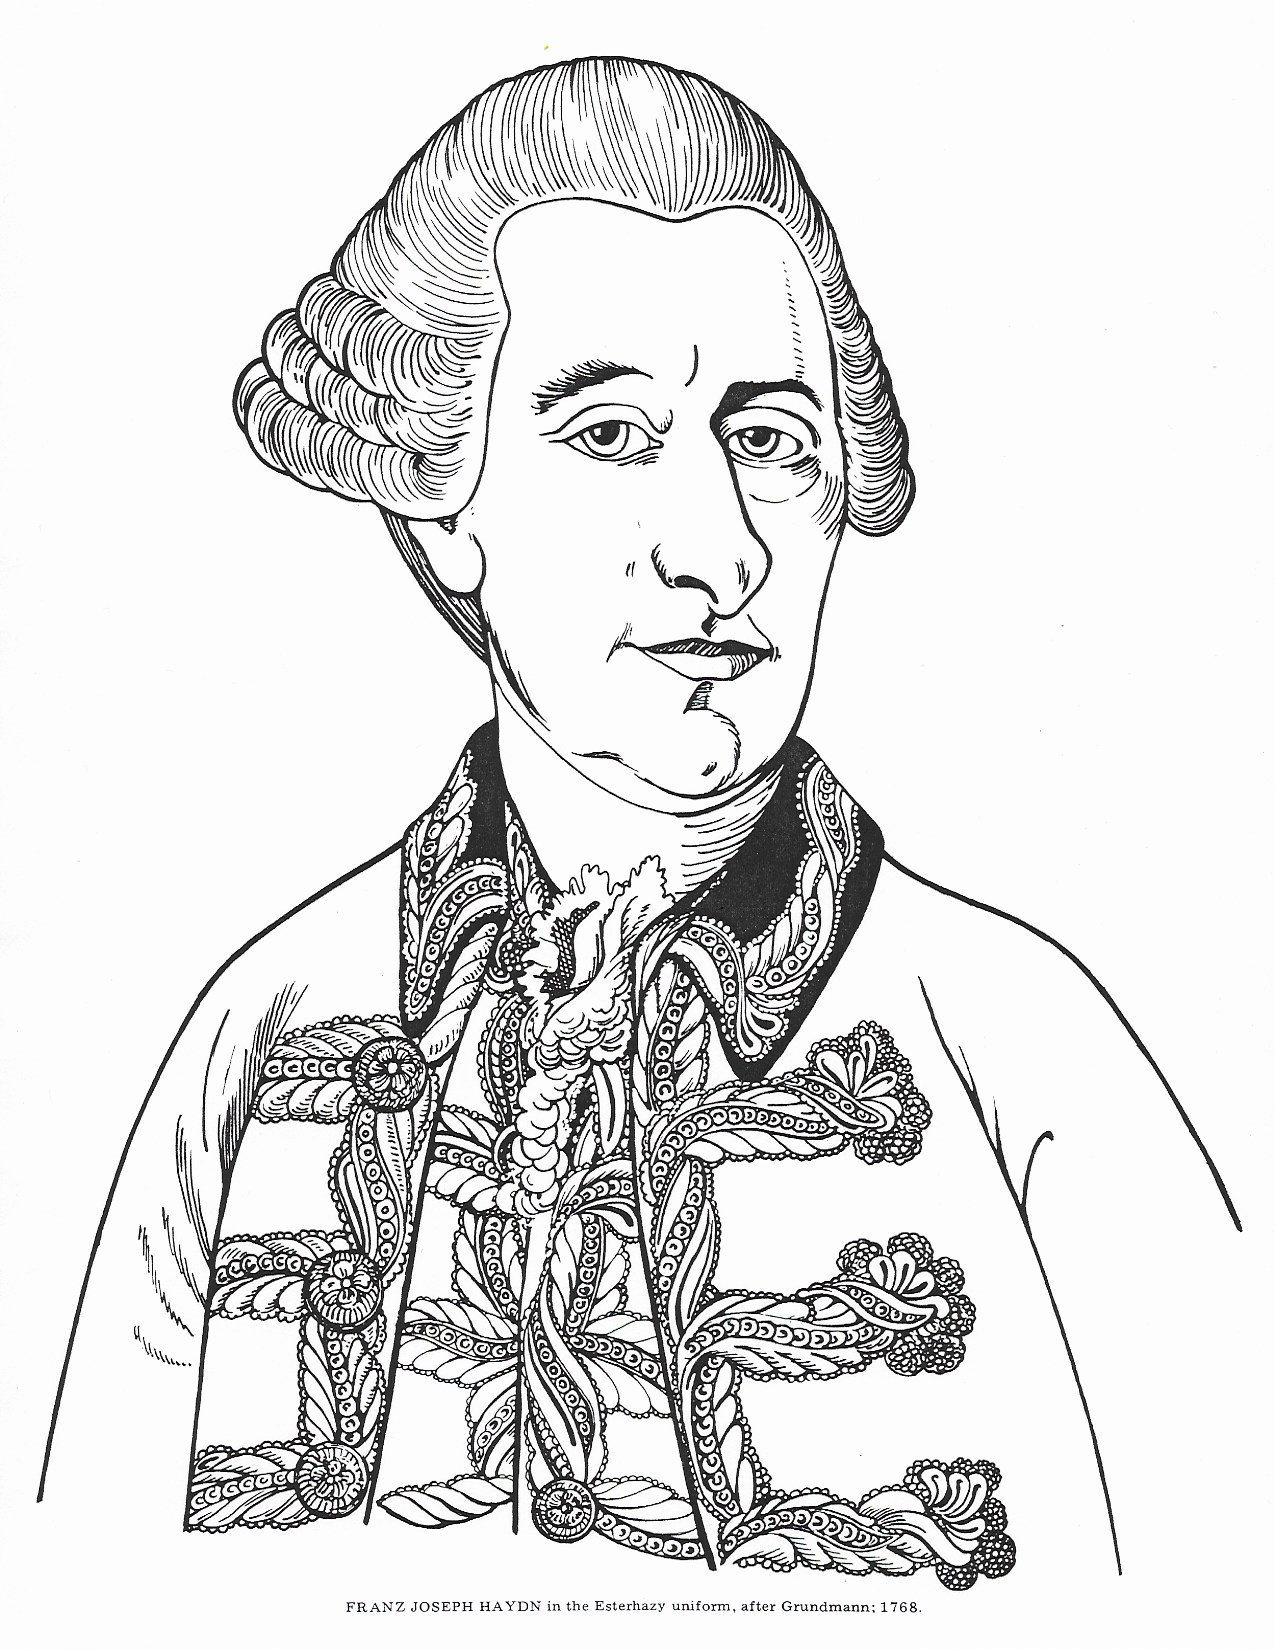 FRANZ JOSEPH HAYDN in the Esterhazy uniform, after Grundmann; 1768.